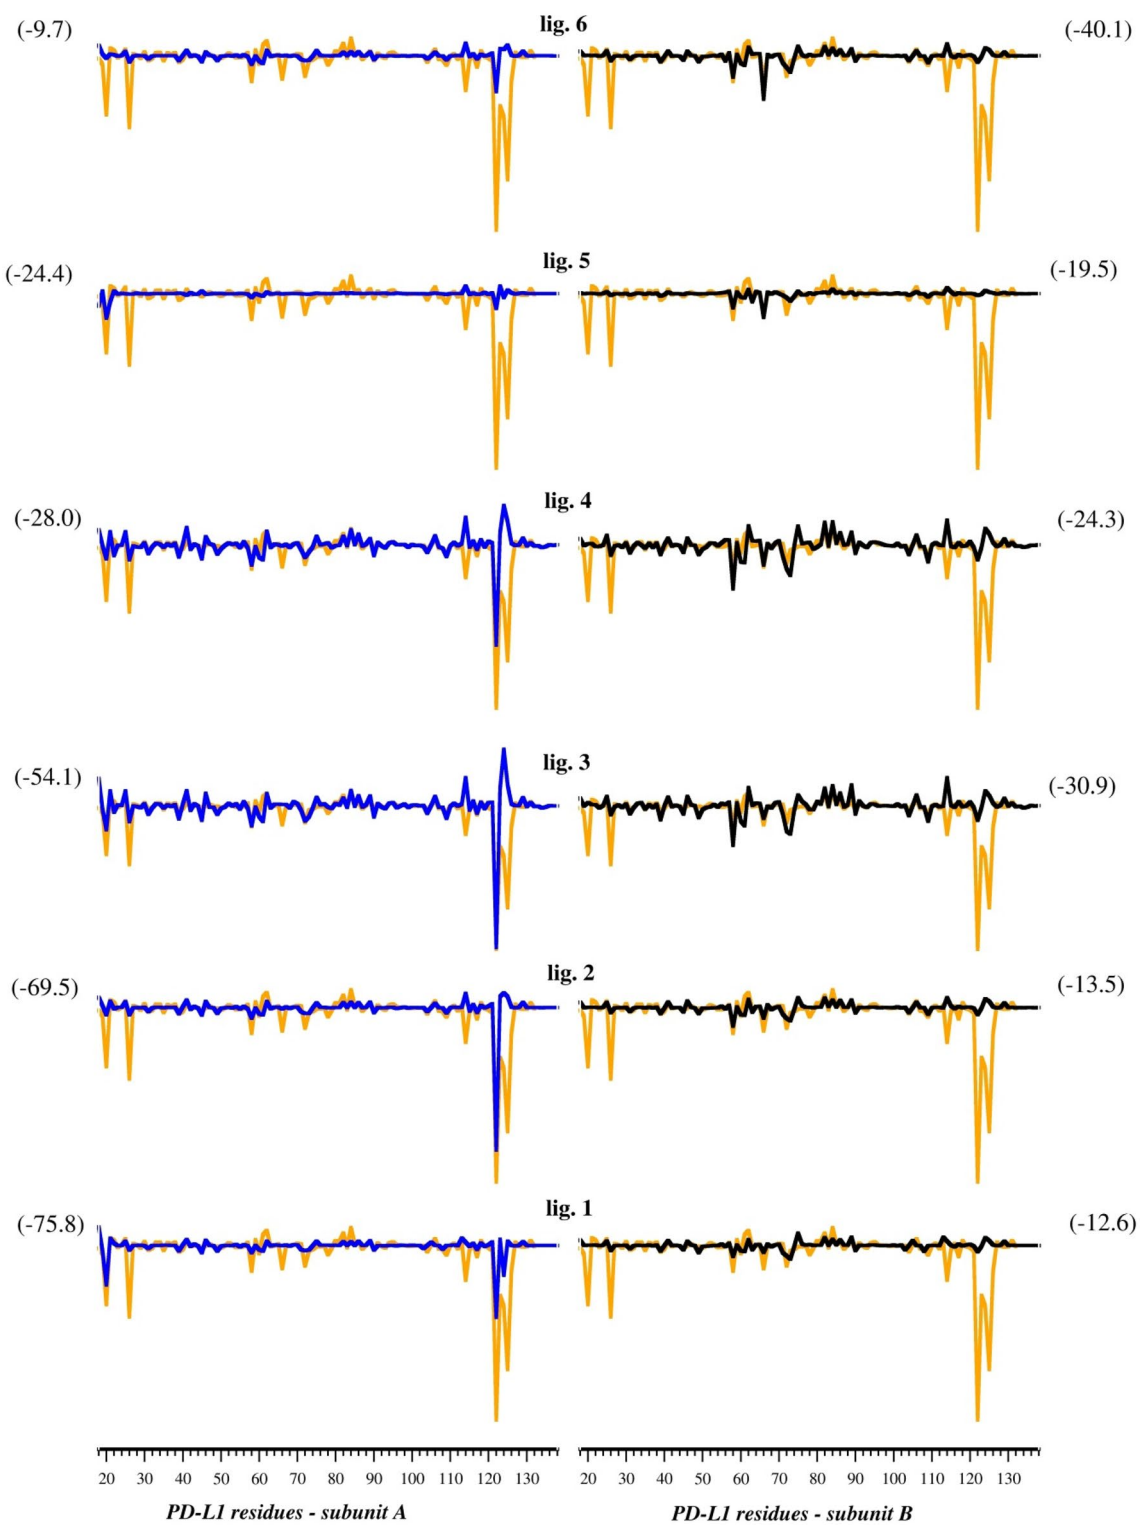 (-9.7) lig. 6 (-40.1)
(-24.4) lig. 5 (-19.5)
(-28.0) lig. 4 (-24.3)
(-54.1) lig. 3 (-30.9)
(-69.5) lig. 2 (-13.5)
(-75.8) lig. 1 (-12.6)
20 30 40 50 60 70 80 90 100 110 120 130 20 30 40 50 60 70 80 90 100 110 120 130
PD-L1 residues - subunit A PD-L1 residues - subunit B